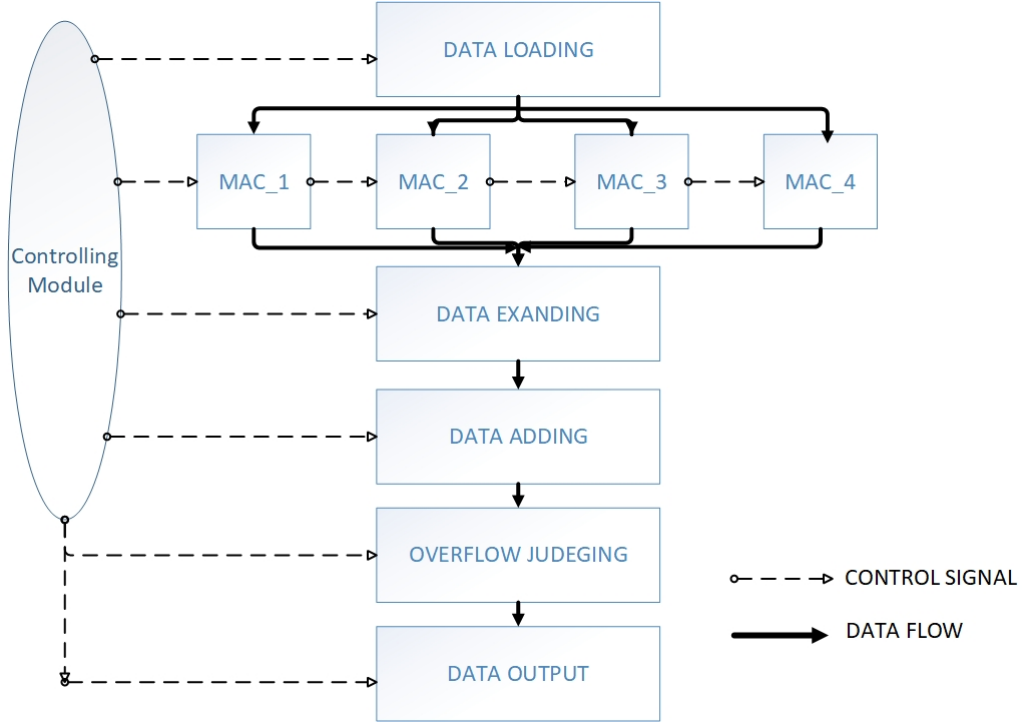 DATA LOADING
MAC_1
MAC_2
MAC_3
MAC_4
Controlling
Module
DATA EXANDING
DATA ADDING
OVERFLOW JUDEGING
DATA OUTPUT
CONTROL SIGNAL
DATA FLOW